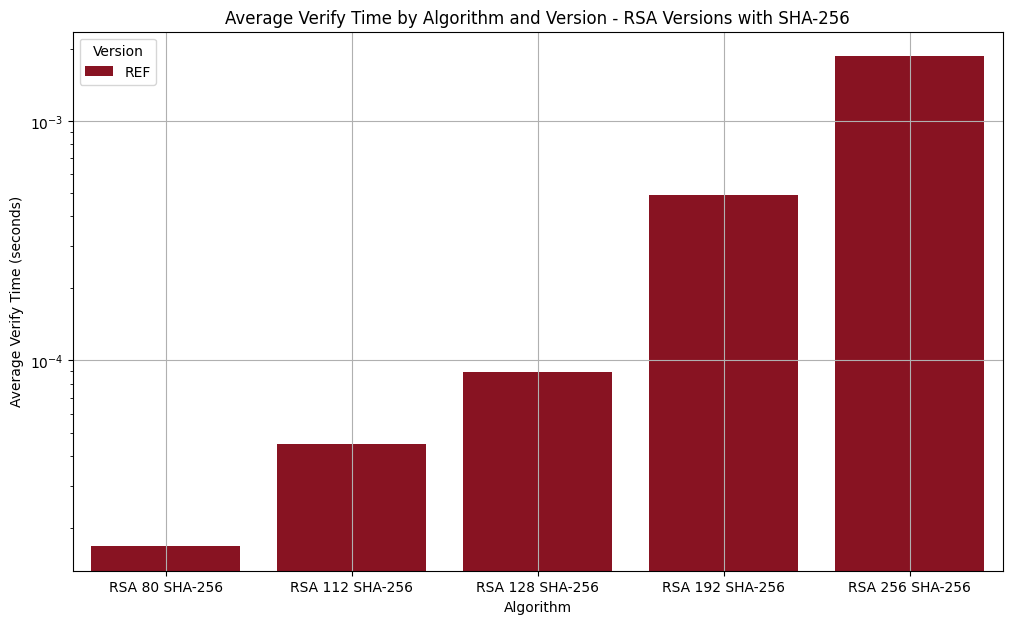 Average Verify Time by Algorithm and Version - RSA Versions with SHA-256
Version
REF
Average Verify Time (seconds)
10⁻³
10⁻⁴
RSA 80 SHA-256
RSA 112 SHA-256
RSA 128 SHA-256
RSA 192 SHA-256
RSA 256 SHA-256
Algorithm